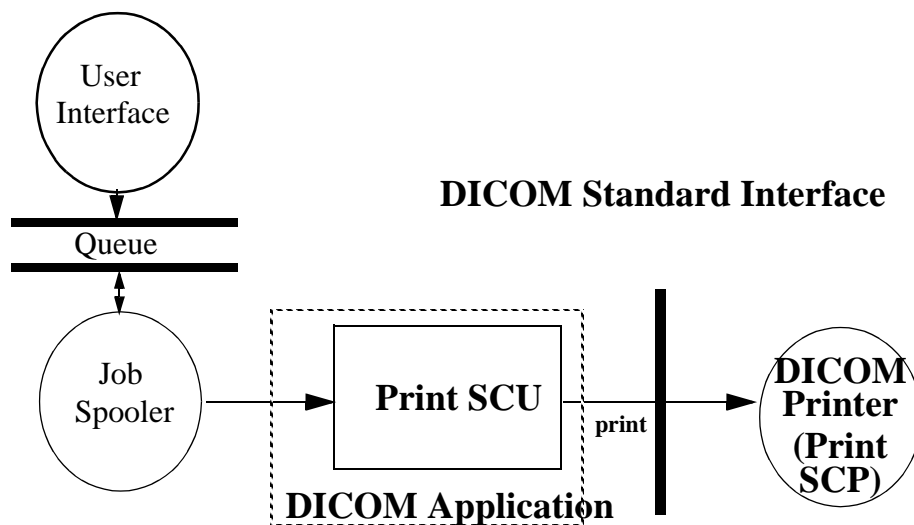 User
Interface
DICOM Standard Interface
Queue
Job
Spooler
Print SCU
print
DICOM
Printer
(Print
SCP)
DICOM Application